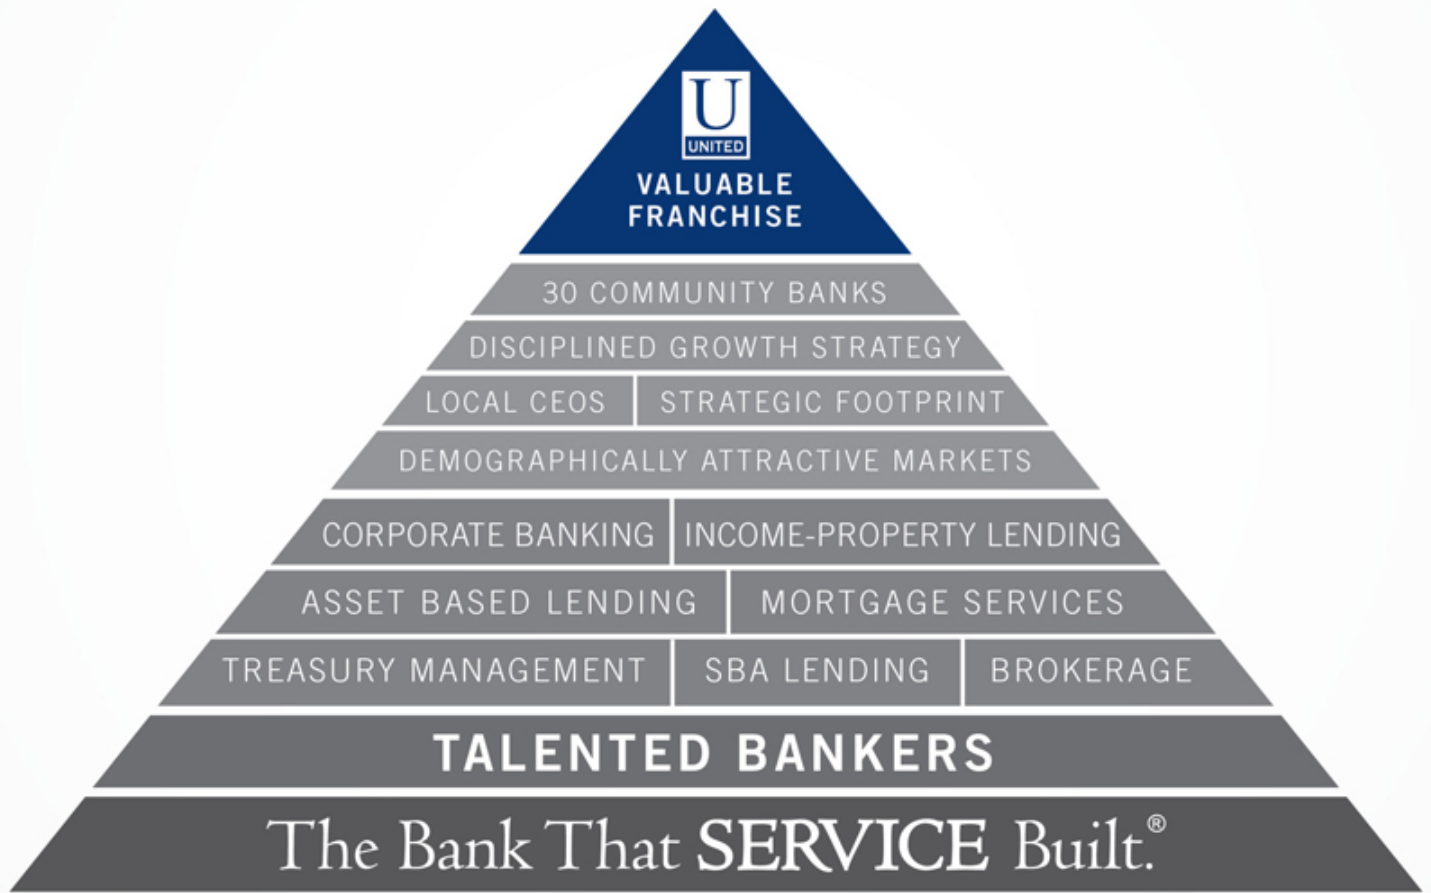 U
UNITED
VALUABLE
FRANCHISE
30 COMMUNITY BANKS
DISCIPLINED GROWTH STRATEGY
LOCAL CEOS STRATEGIC FOOTPRINT
DEMOGRAPHICALLY ATTRACTIVE MARKETS
CORPORATE BANKING INCOME-PROPERTY LENDING
ASSET BASED LENDING MORTGAGE SERVICES
TREASURY MANAGEMENT SBA LENDING BROKERAGE
TALENTED BANKERS
The Bank That SERVICE Built.®